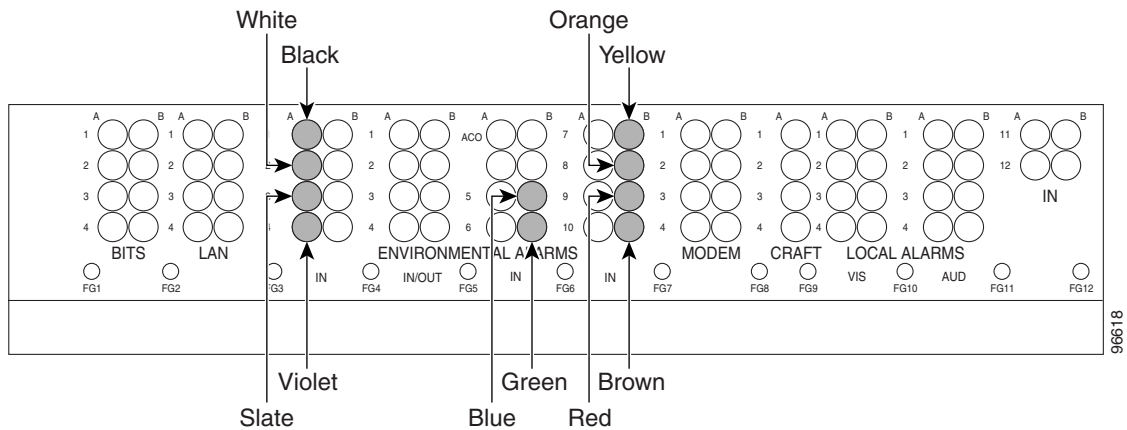 White
Orange
Black
Yellow
A B A B A B A B A B A B A B A B A B A B
1 1 1 ACO 7 1 1 1 1 11
2 2 2 8 2 2 2 2 12
3 3 3 5 9 3 3 3 3 IN
4 4 4 6 10 4 4 4 4
BITS LAN ENVIRONMENTAL ALARMS MODEM CRAFT LOCAL ALARMS
IN IN/OUT IN IN VIS AUD
FG1 FG2 FG3 FG4 FG5 FG6 FG7 FG8 FG9 FG10 FG11 FG12
96618
Violet
Green
Brown
Slate
Blue
Red